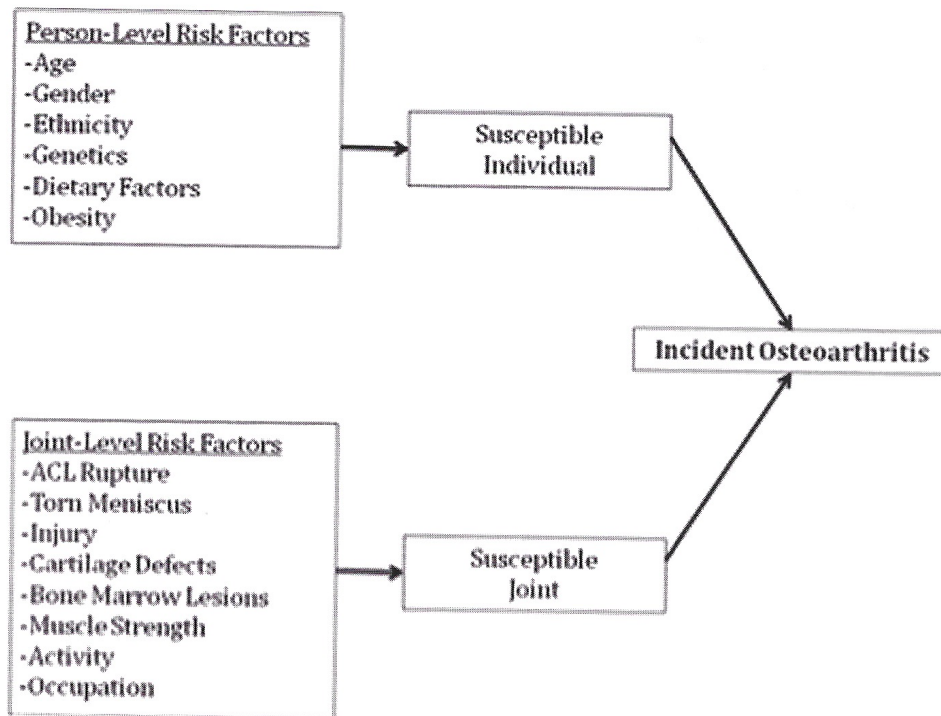 Person-Level Risk Factors
-Age
-Gender
-Ethnicity
-Genetics
-Dietary Factors
-Obesity
Susceptible
Individual
Incident Osteoarthritis
Joint-Level Risk Factors
-ACL Rupture
-Torn Meniscus
-Injury
-Cartilage Defects
-Bone Marrow Lesions
-Muscle Strength
-Activity
-Occupation
Susceptible
Joint